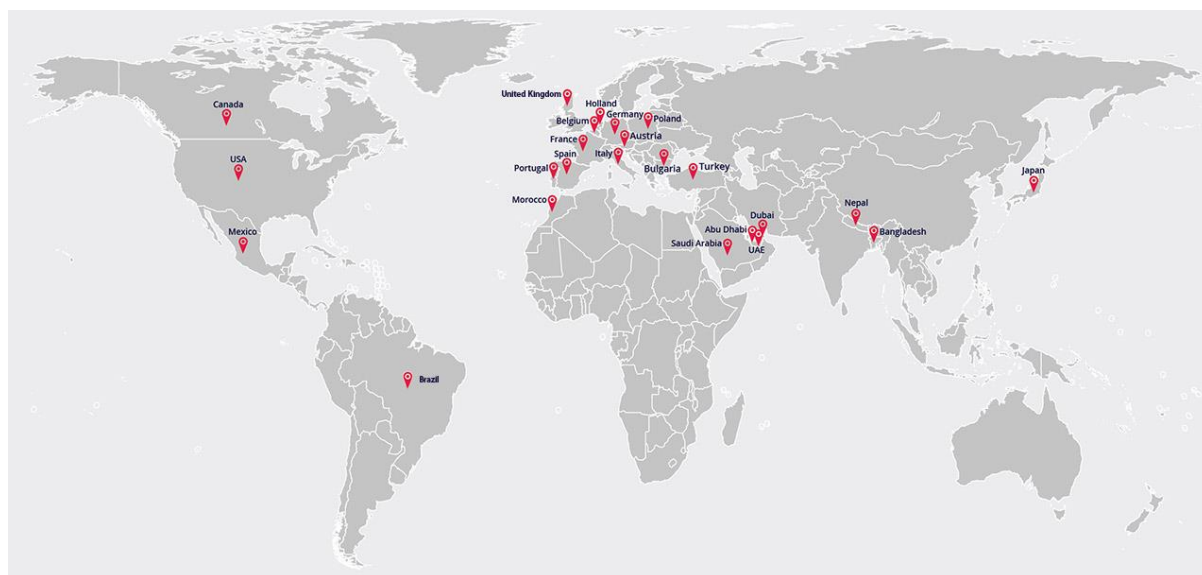 United Kingdom
Canada
Holland
Germany
Belgium
Poland
Austria
France
Italy
Spain
USA
Portugal
Bulgaria
Turkey
Japan
Morocco
Nepal
Dubai
Mexico
Abu Dhabi
Bangladesh
Saudi Arabia
UAE
Brazil